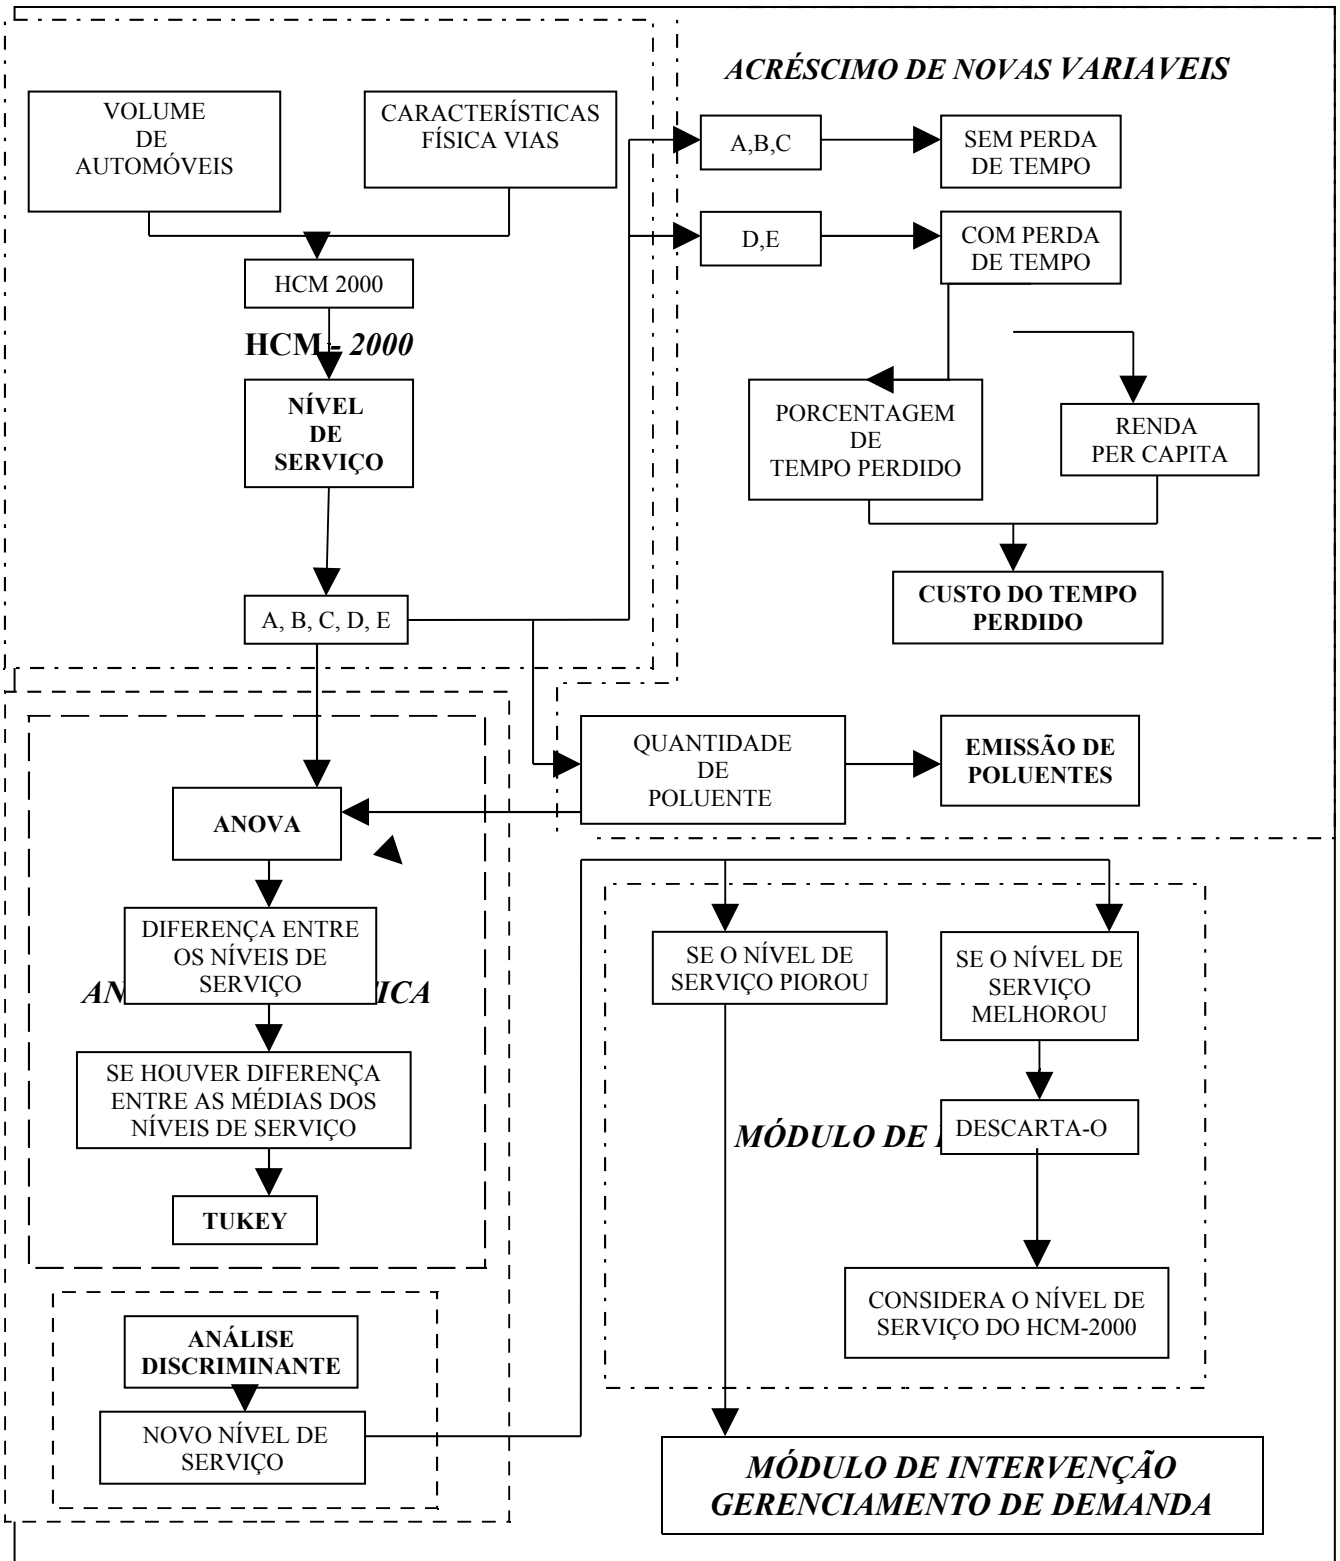 ACRÉSCIMO DE NOVAS VARIAVEIS
VOLUME
DE
AUTOMÓVEIS
CARACTERÍSTICAS
FÍSICA VIAS
A,B,C
SEM PERDA
DE TEMPO
D,E
COM PERDA
DE TEMPO
HCM 2000
HCM - 2000
NÍVEL
DE
SERVIÇO
PORCENTAGEM
DE
TEMPO PERDIDO
RENDA
PER CAPITA
CUSTO DO TEMPO
PERDIDO
A, B, C, D, E
QUANTIDADE
DE
POLUENTE
EMISSÃO DE
POLUENTES
ANOVA
DIFERENÇA ENTRE
OS NÍVEIS DE
SERVIÇO
SE HOUVER DIFERENÇA
ENTRE AS MÉDIAS DOS
NÍVEIS DE SERVIÇO
TUKEY
SE O NÍVEL DE
SERVIÇO PIOROU
SE O NÍVEL DE
SERVIÇO
MELHOROU
MÓDULO DE
DESCARTA-O
CONSIDERA O NÍVEL DE
SERVIÇO DO HCM-2000
ANÁLISE
DISCRIMINANTE
NOVO NÍVEL DE
SERVIÇO
MÓDULO DE INTERVENÇÃO
GERENCIAMENTO DE DEMANDA